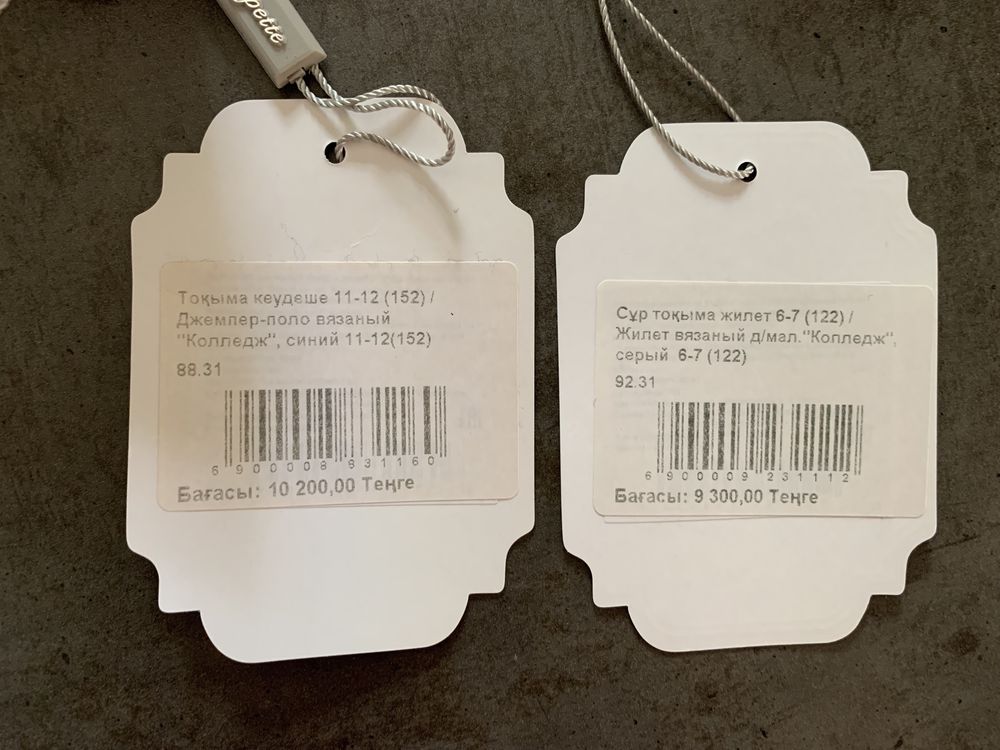 pette
Тоқыма кеудеше 11-12 (152) /
Джемпер-поло вязаный
"Колледж", синий 11-12(152)
88.31
6 900008 831160
Бағасы: 10 200,00 Теңге
Сұр тоқыма жилет 6-7 (122) /
Жилет вязаный д/мал."Колледж",
серый 6-7 (122)
92.31
6 900009 231112
Бағасы: 9 300,00 Теңге